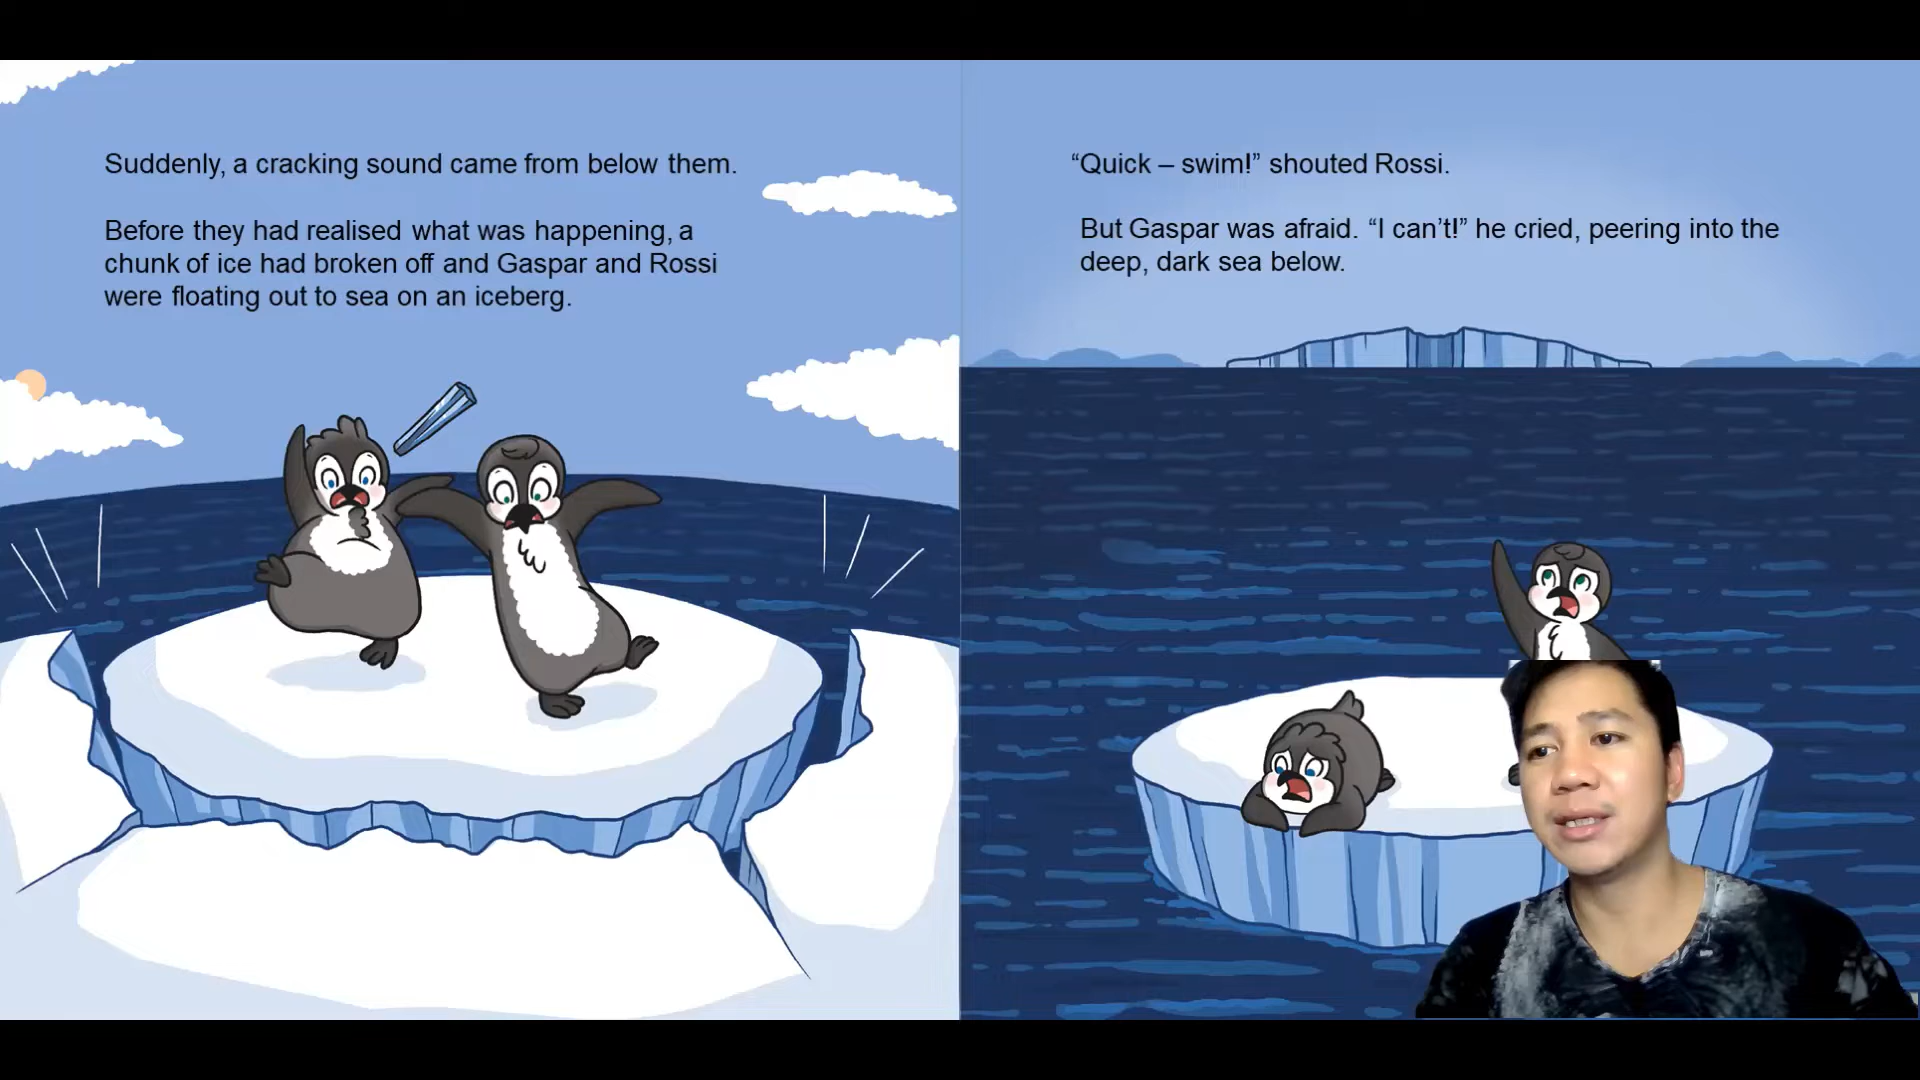 Suddenly, a cracking sound came from below them.
Before they had realised what was happening, a
chunk of ice had broken off and Gaspar and Rossi
were floating out to sea on an iceberg.
“Quick – swim!” shouted Rossi.
But Gaspar was afraid. “I can’t!” he cried, peering into the
deep, dark sea below.